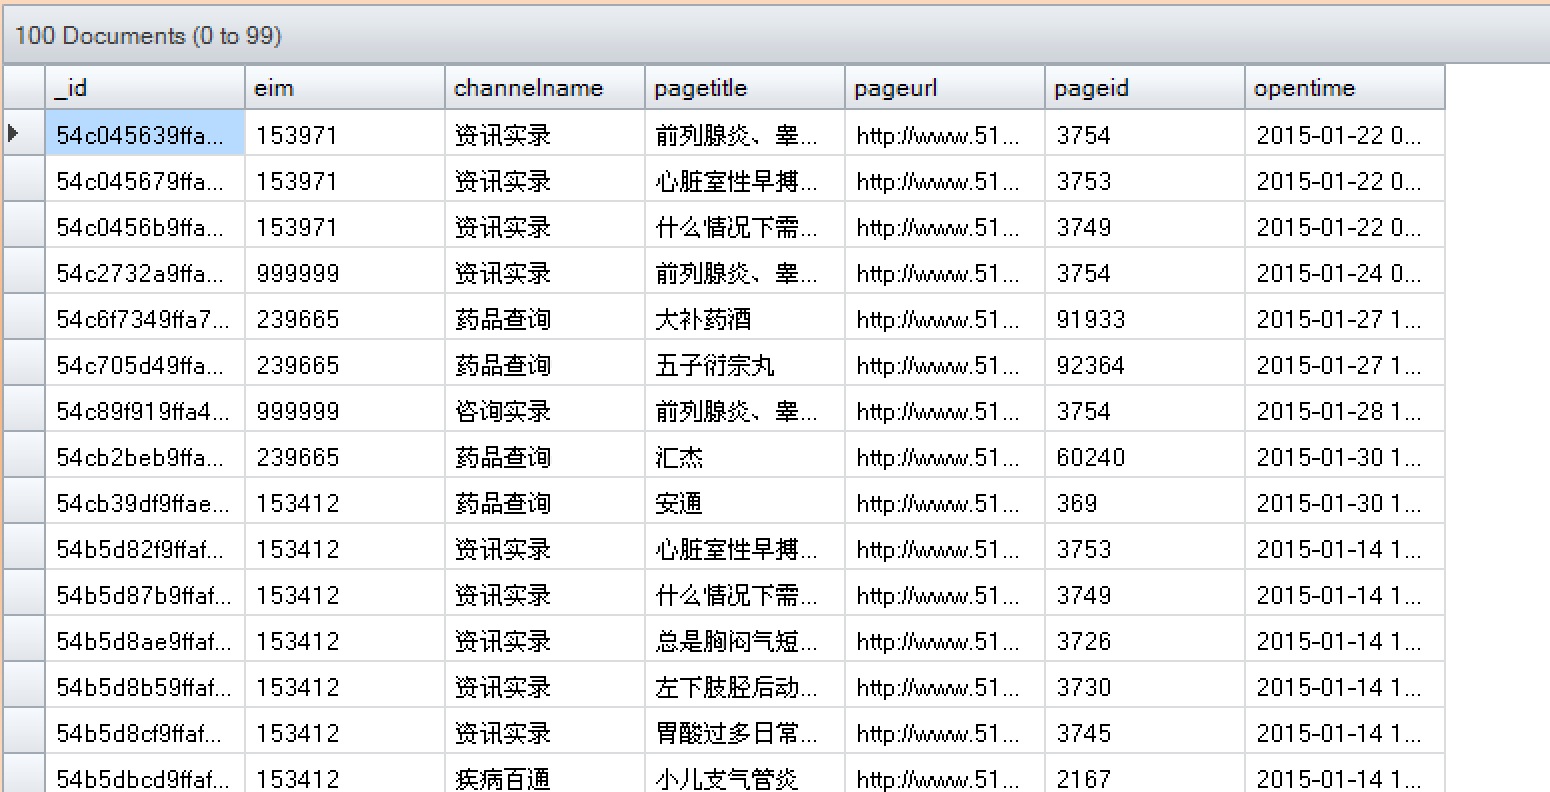 100 Documents (0 to 99)
_id eim channelname pagetitle pageurl pageid opentime
54c045639ffa... 153971 资讯实录 前列腺炎、睾... http://www.51... 3754 2015-01-22 0...
54c045679ffa... 153971 资讯实录 心脏室性早搏... http://www.51... 3753 2015-01-22 0...
54c0456b9ffa... 153971 资讯实录 什么情况下需... http://www.51... 3749 2015-01-22 0...
54c2732a9ffa... 999999 资讯实录 前列腺炎、睾... http://www.51... 3754 2015-01-24 0...
54c6f7349ffa7... 239665 药品查询 大补药酒 http://www.51... 91933 2015-01-27 1...
54c705d49ffa... 239665 药品查询 五子衍宗丸 http://www.51... 92364 2015-01-27 1...
54c89f919ffa4... 999999 咨询实录 前列腺炎、睾... http://www.51... 3754 2015-01-28 1...
54cb2beb9ffa... 239665 药品查询 汇杰 http://www.51... 60240 2015-01-30 1...
54cb39df9ffae... 153412 药品查询 安通 http://www.51... 369 2015-01-30 1...
54b5d82f9ffaf... 153412 资讯实录 心脏室性早搏... http://www.51... 3753 2015-01-14 1...
54b5d87b9ffaf... 153412 资讯实录 什么情况下需... http://www.51... 3749 2015-01-14 1...
54b5d8ae9ffaf... 153412 资讯实录 总是胸闷气短... http://www.51... 3726 2015-01-14 1...
54b5d8b59ffaf... 153412 资讯实录 左下肢胫后动... http://www.51... 3730 2015-01-14 1...
54b5d8cf9ffaf... 153412 资讯实录 胃酸过多日常... http://www.51... 3745 2015-01-14 1...
54b5dbcd9ffaf... 153412 疾病百通 小儿支气管炎 http://www.51... 2167 2015-01-14 1...